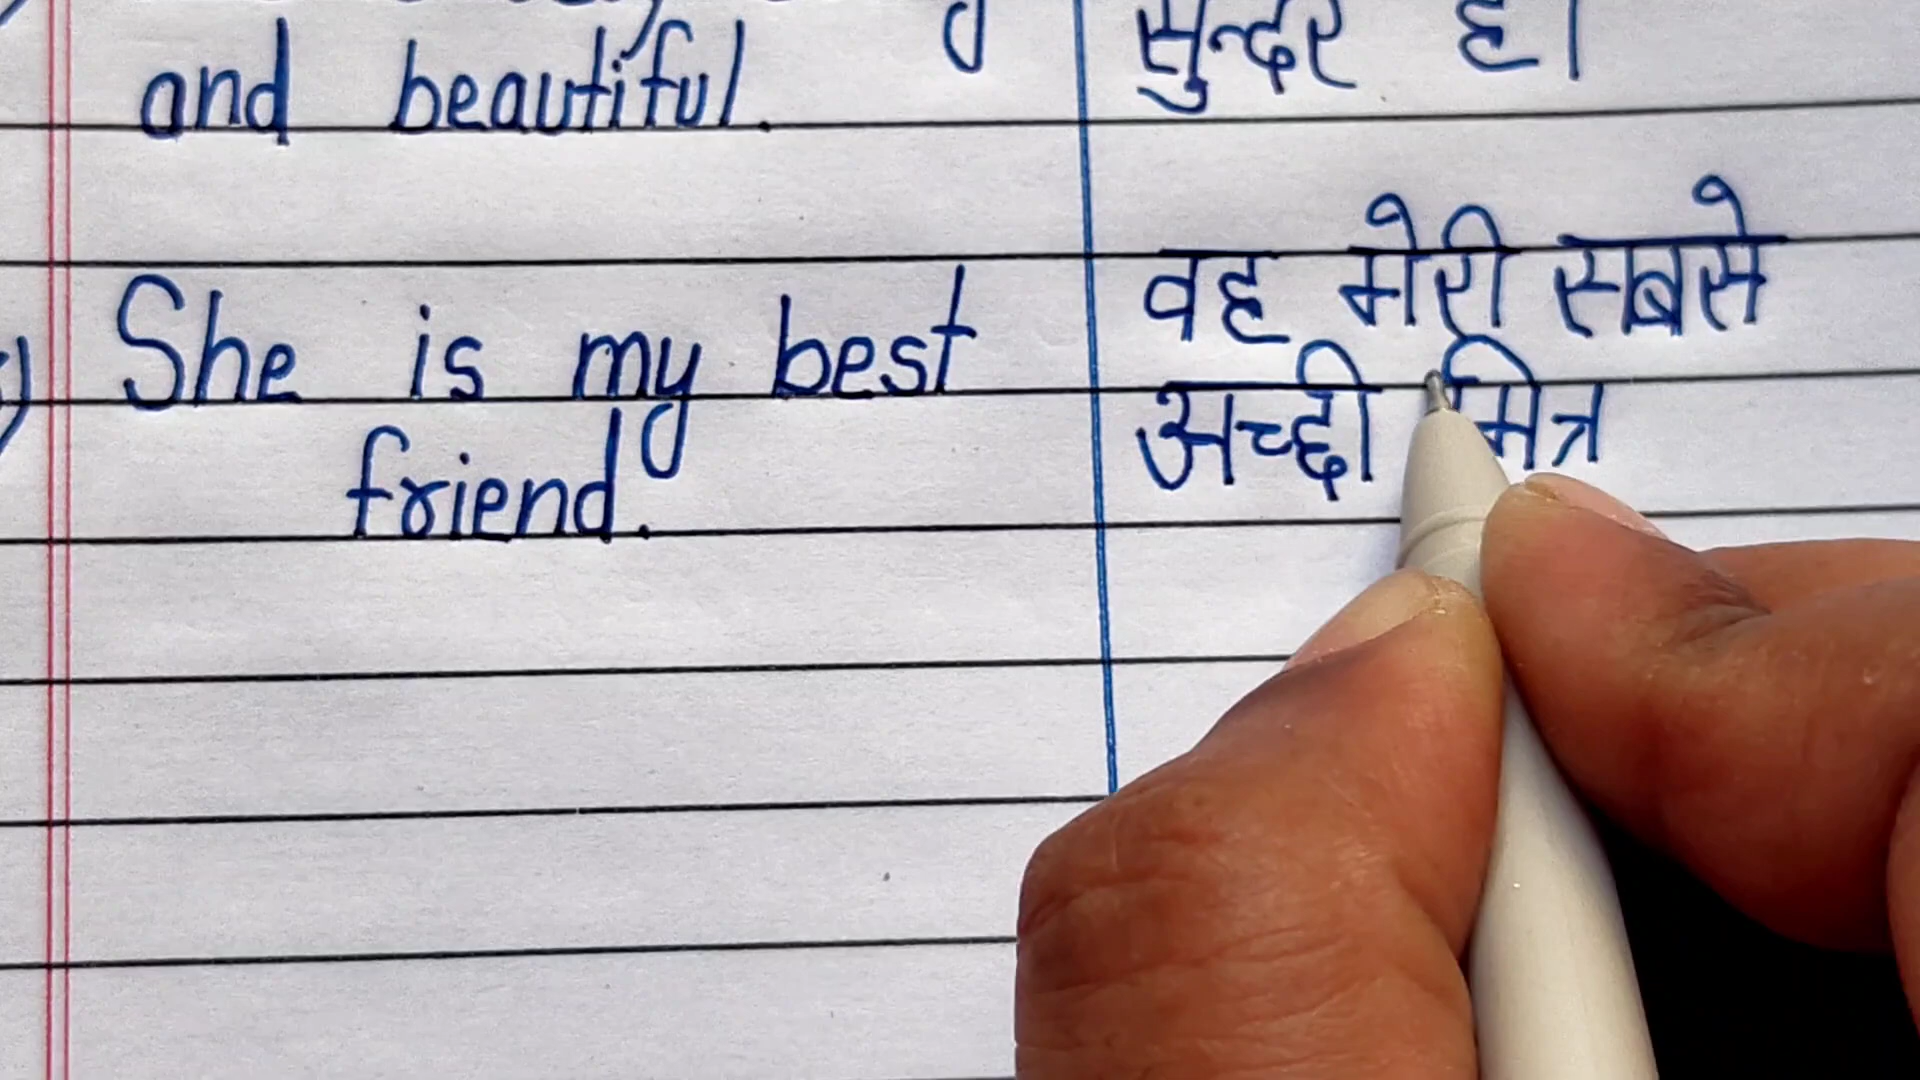 and beautiful.
सुन्दर है।
She is my best
friend.
वह मेरी सबसे
अच्छी मित्र